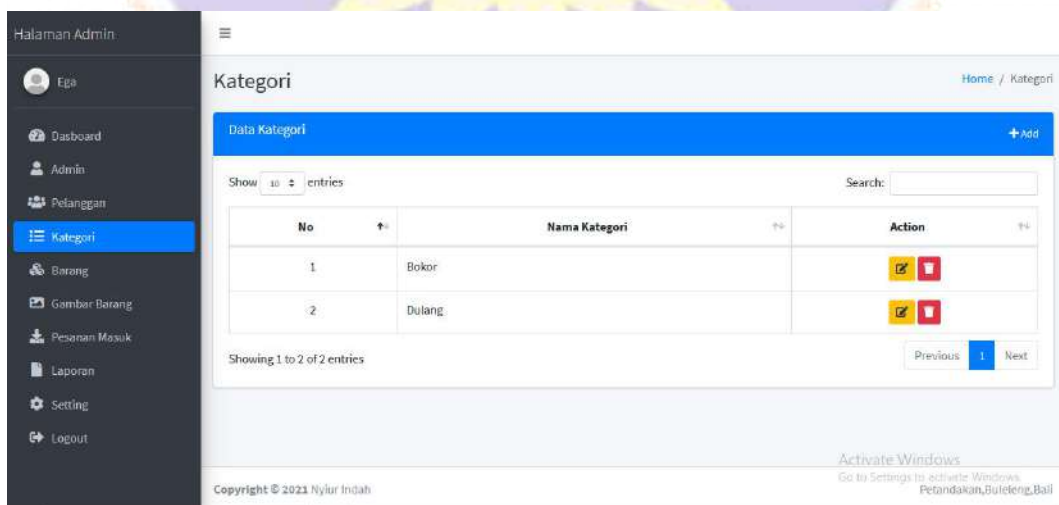 Halaman Admin
Ega
Dasboard
Admin
Pelanggan
Kategori
Barang
Gambar Barang
Pesanan Masuk
Laporan
Setting
Logout
Kategori
Home / Kategori
Data Kategori
+ Add
Show 10 entries
Search:
No Nama Kategori Action
1 Bokor
2 Dulang
Showing 1 to 2 of 2 entries
Previous 1 Next
Activate Windows
Go to Settings to activate Windows.
Copyright © 2021 Nyiur Indah
Petandakan,Buleleng,Bali